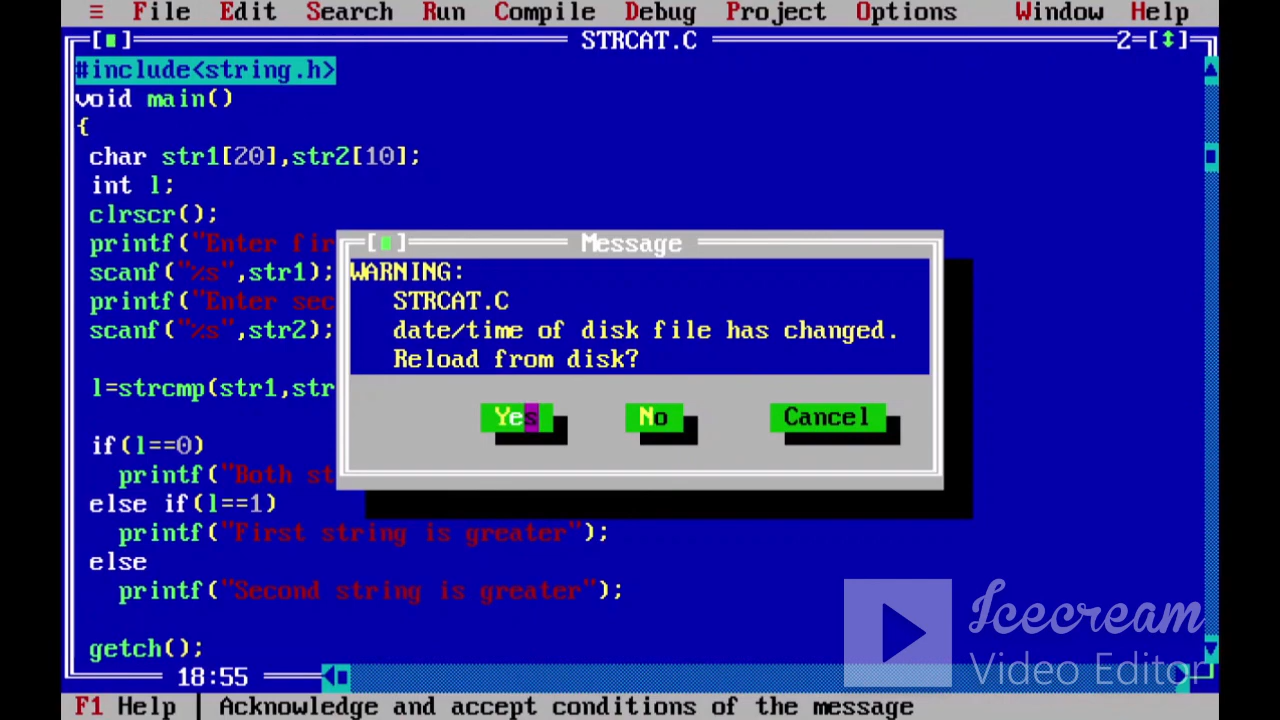 ≡ File Edit Search Run Compile Debug Project Options Window Help
[■] STRCAT.C 2=[↕]
#include<string.h>
void main()
{
char str1[20],str2[10];
int l;
clrscr();
printf("Enter fir
scanf("%s",str1);
printf("Enter sec
scanf("%s",str2);
l=strcmp(str1,str
if(l==0)
printf("Both st
else if(l==1)
printf("First string is greater");
else
printf("Second string is greater");
getch();
[■] Message
WARNING:
STRCAT.C
date/time of disk file has changed.
Reload from disk?
Yes No Cancel
18:55
F1 Help | Acknowledge and accept conditions of the message
Icecream
Video Editor